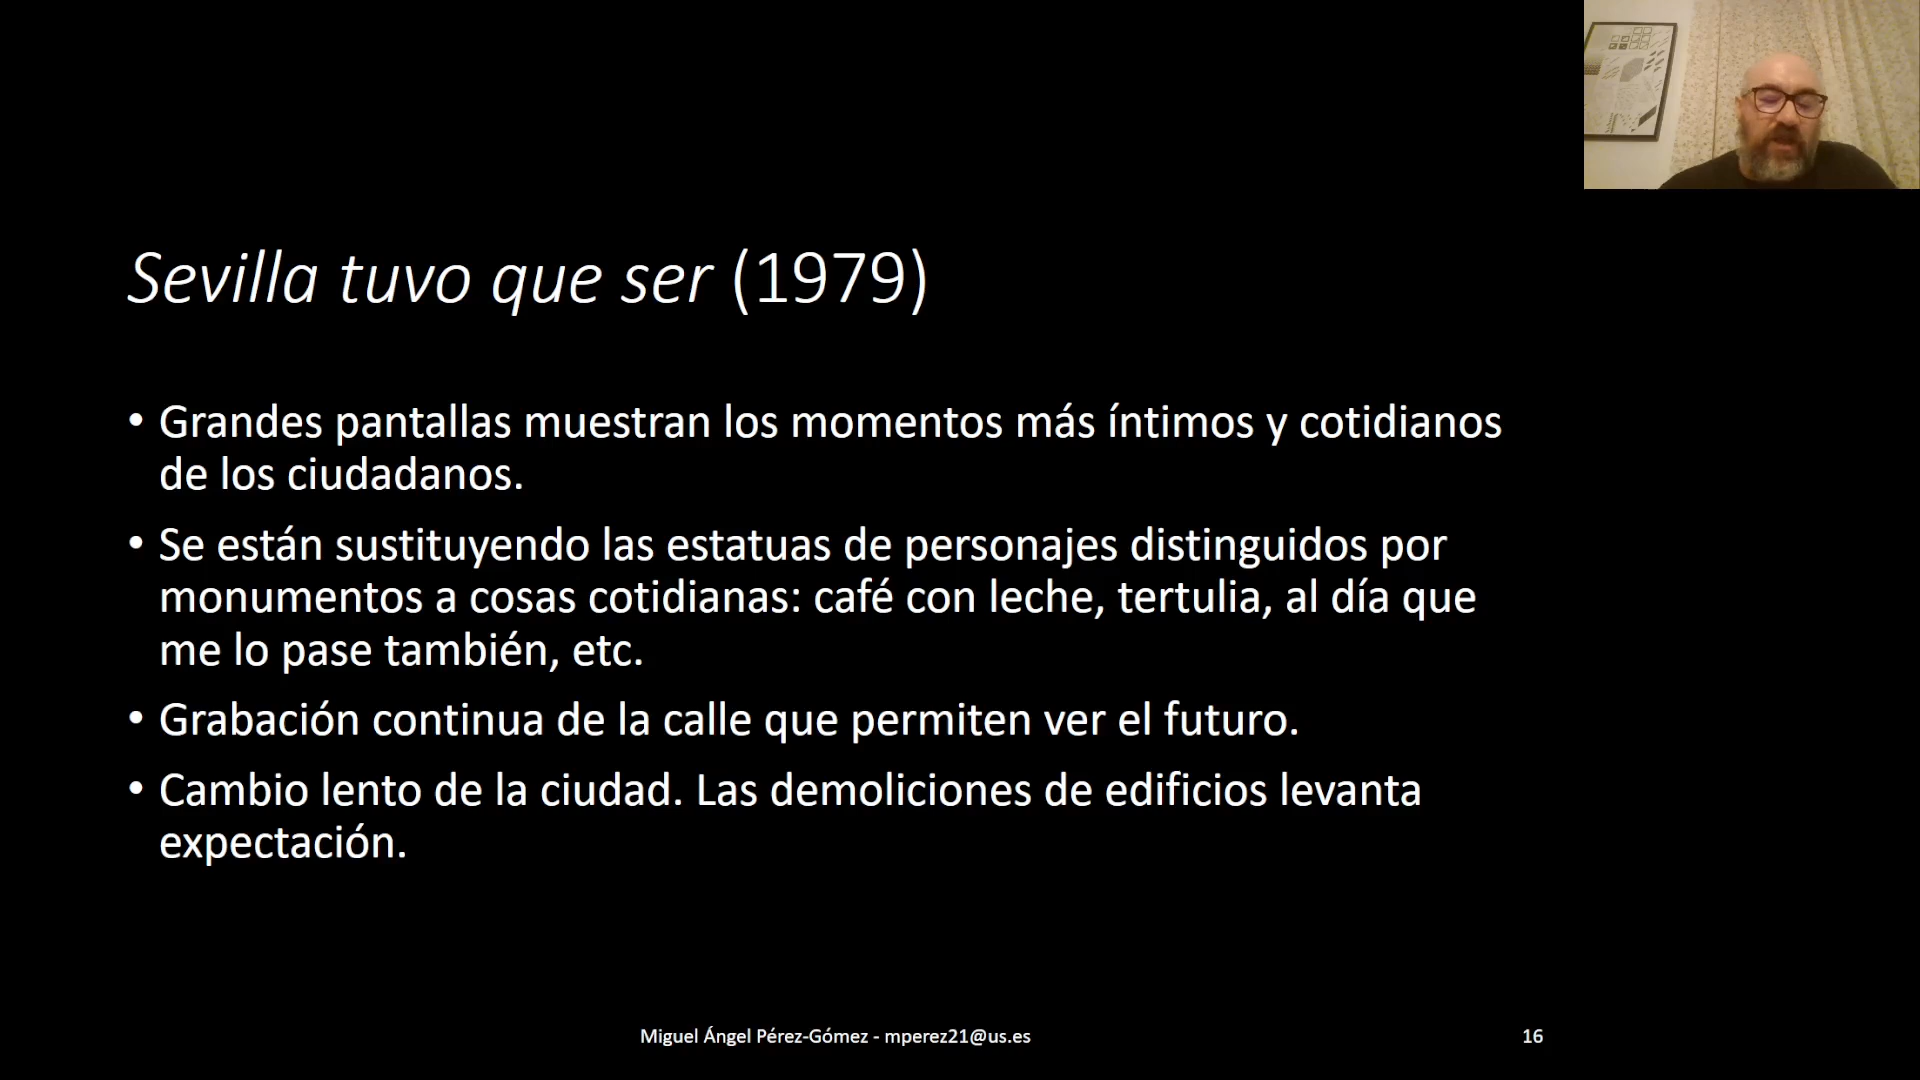 Sevilla tuvo que ser (1979)
• Grandes pantallas muestran los momentos más íntimos y cotidianos
de los ciudadanos.
• Se están sustituyendo las estatuas de personajes distinguidos por
monumentos a cosas cotidianas: café con leche, tertulia, al día que
me lo pase también, etc.
• Grabación continua de la calle que permiten ver el futuro.
• Cambio lento de la ciudad. Las demoliciones de edificios levanta
expectación.
Miguel Ángel Pérez-Gómez - mperez21@us.es
16